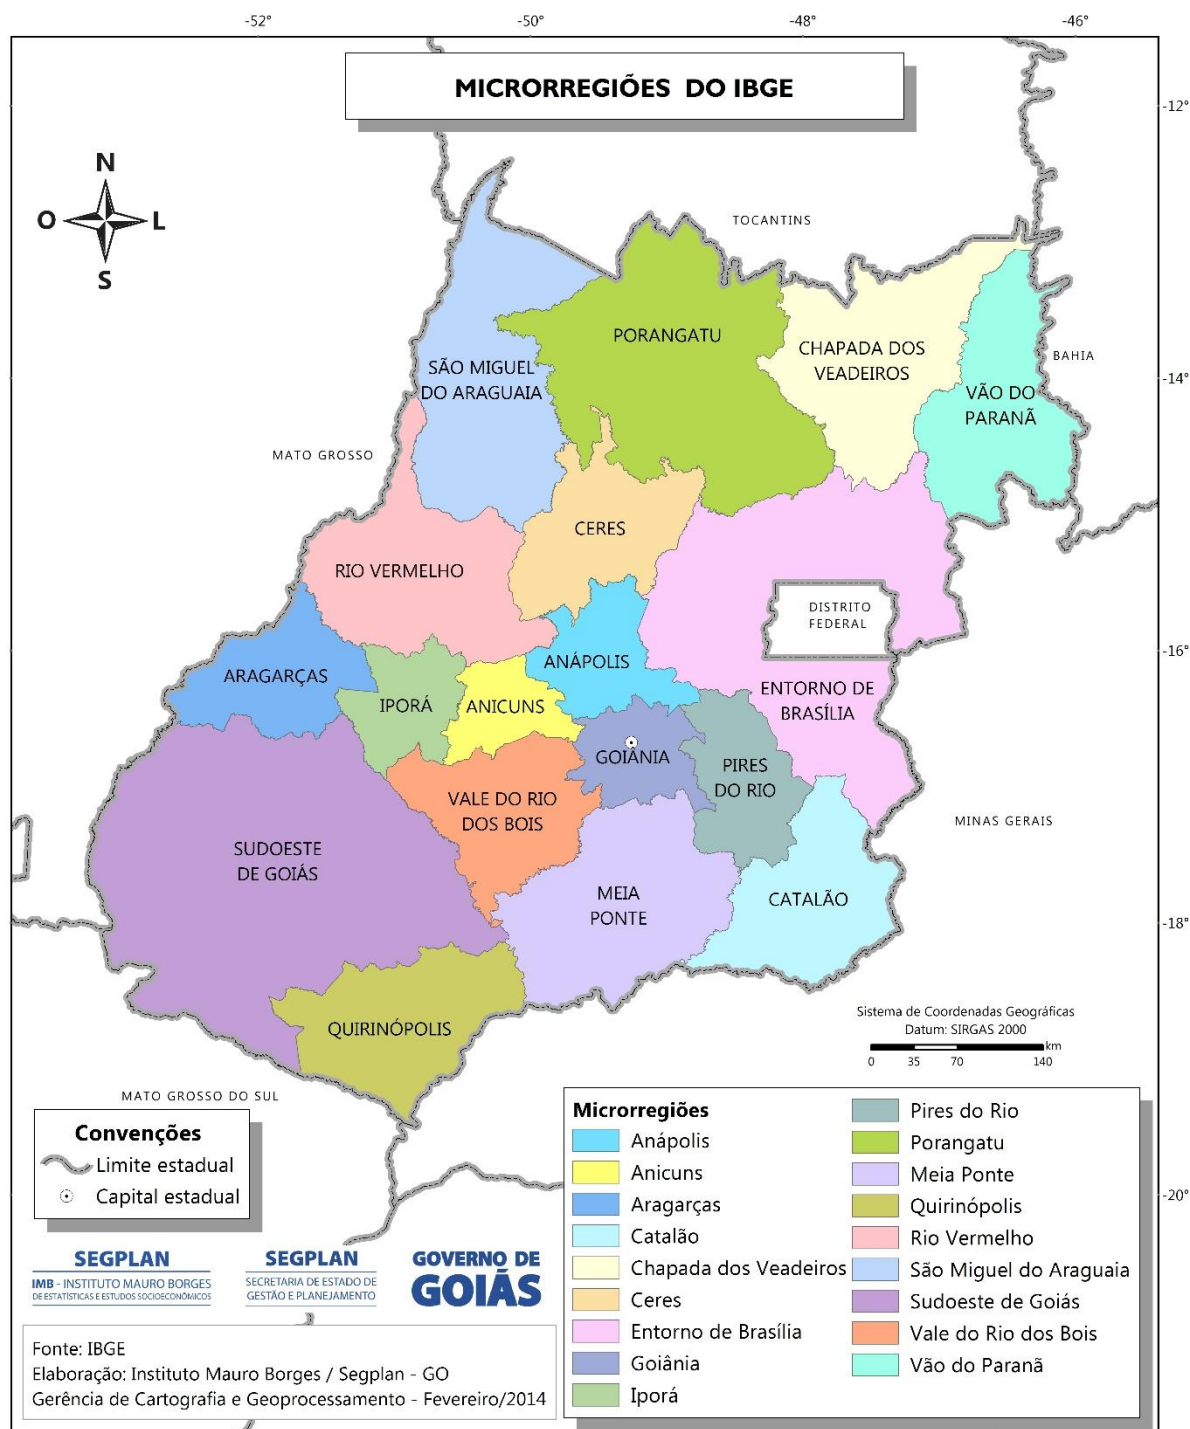 -52°
-50°
-48°
-46°
MICRORREGIÕES DO IBGE
-12°
N
O
L
S
TOCANTINS
PORANGATU
CHAPADA DOS
VEADEIROS
BAHIA
SÃO MIGUEL
DO ARAGUAIA
-14°
VÃO DO
PARANÃ
MATO GROSSO
CERES
RIO VERMELHO
DISTRITO
FEDERAL
-16°
ANÁPOLIS
ARAGARÇAS
IPORÁ
ANICUNS
ENTORNO DE
BRASÍLIA
GOIÂNIA
PIRES
DO RIO
VALE DO RIO
DOS BOIS
MINAS GERAIS
SUDOESTE
DE GOIÁS
MEIA
PONTE
CATALÃO
-18°
QUIRINÓPOLIS
Sistema de Coordenadas Geográficas
Datum: SIRGAS 2000
km
0 35 70 140
MATO GROSSO DO SUL
Convenções
Limite estadual
Capital estadual
-20°
Microrregiões
Anápolis
Anicuns
Aragarças
Catalão
Chapada dos Veadeiros
Ceres
Entorno de Brasília
Goiânia
Iporá
Pires do Rio
Porangatu
Meia Ponte
Quirinópolis
Rio Vermelho
São Miguel do Araguaia
Sudoeste de Goiás
Vale do Rio dos Bois
Vão do Paranã
SEGPLAN
IMB - INSTITUTO MAURO BORGES
DE ESTATÍSTICAS E ESTUDOS SOCIOECONÔMICOS
SEGPLAN
SECRETARIA DE ESTADO DE
GESTÃO E PLANEJAMENTO
GOVERNO DE
GOIÁS
Fonte: IBGE
Elaboração: Instituto Mauro Borges / Segplan - GO
Gerência de Cartografia e Geoprocessamento - Fevereiro/2014